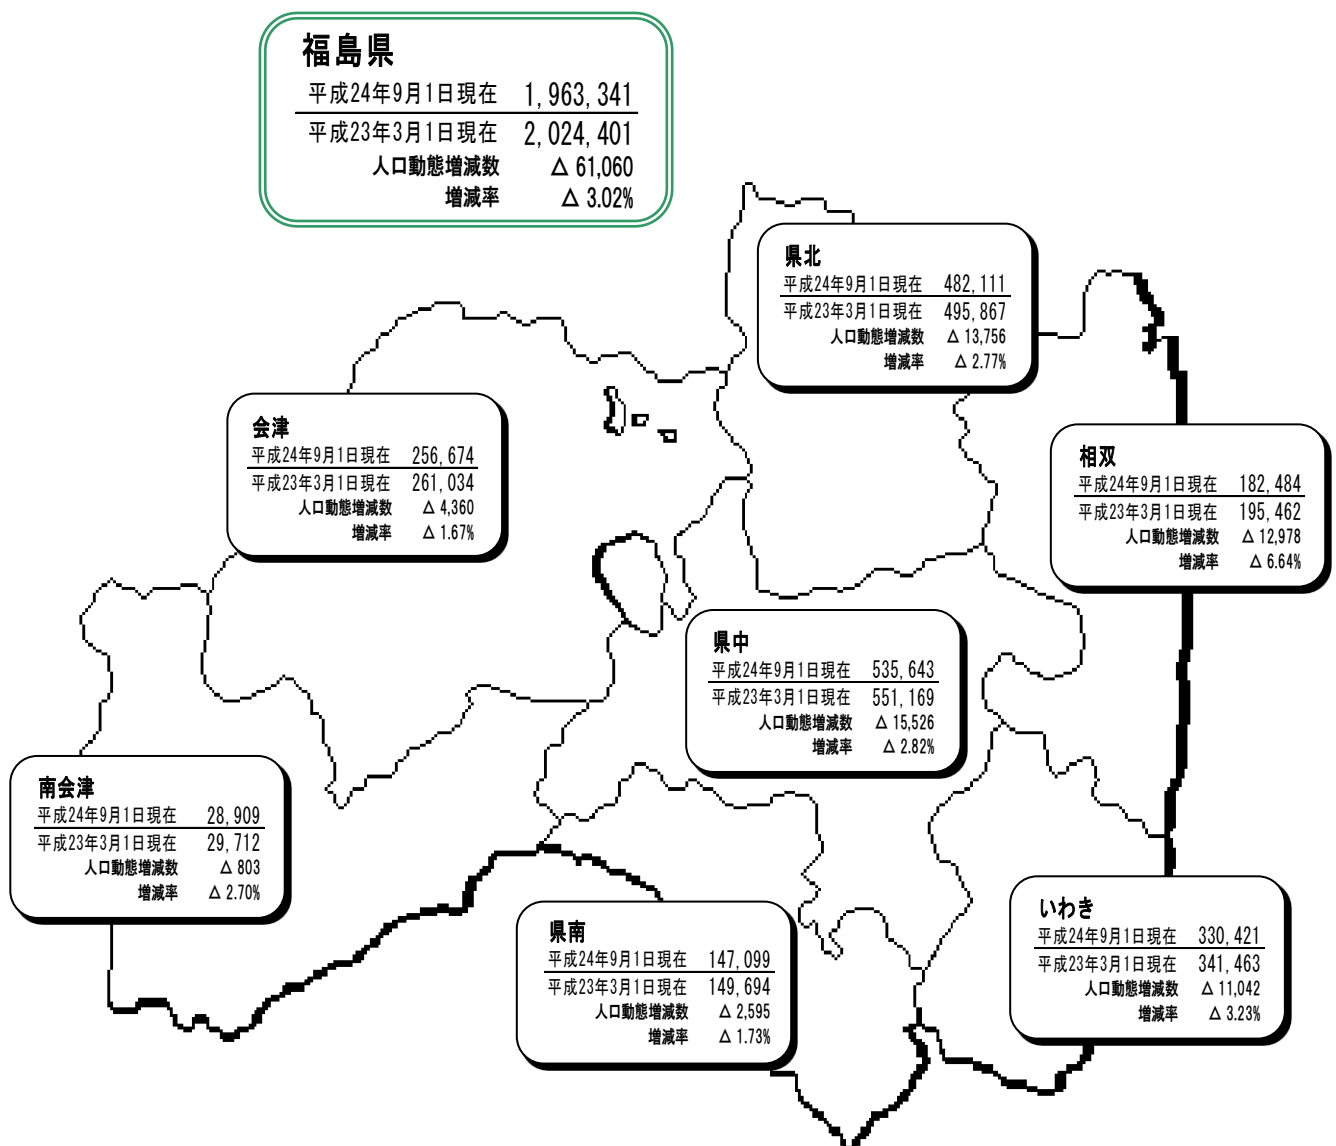 福島県
平成24年9月1日現在 1,963,341
平成23年3月1日現在 2,024,401
人口動態増減数 △ 61,060
増減率 △ 3.02%
県北
平成24年9月1日現在 482,111
平成23年3月1日現在 495,867
人口動態増減数 △ 13,756
増減率 △ 2.77%
会津
平成24年9月1日現在 256,674
平成23年3月1日現在 261,034
人口動態増減数 △ 4,360
増減率 △ 1.67%
相双
平成24年9月1日現在 182,484
平成23年3月1日現在 195,462
人口動態増減数 △ 12,978
増減率 △ 6.64%
県中
平成24年9月1日現在 535,643
平成23年3月1日現在 551,169
人口動態増減数 △ 15,526
増減率 △ 2.82%
南会津
平成24年9月1日現在 28,909
平成23年3月1日現在 29,712
人口動態増減数 △ 803
増減率 △ 2.70%
県南
平成24年9月1日現在 147,099
平成23年3月1日現在 149,694
人口動態増減数 △ 2,595
増減率 △ 1.73%
いわき
平成24年9月1日現在 330,421
平成23年3月1日現在 341,463
人口動態増減数 △ 11,042
増減率 △ 3.23%